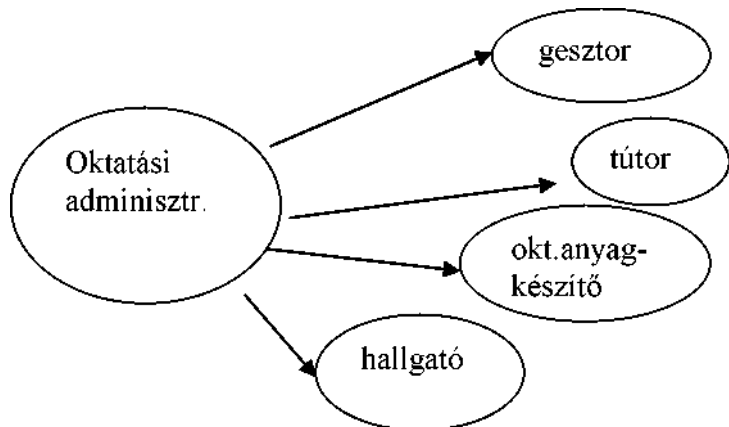 gesztor
Oktatási
adminisztr.
tútor
okt.anyag-
készítő
hallgató